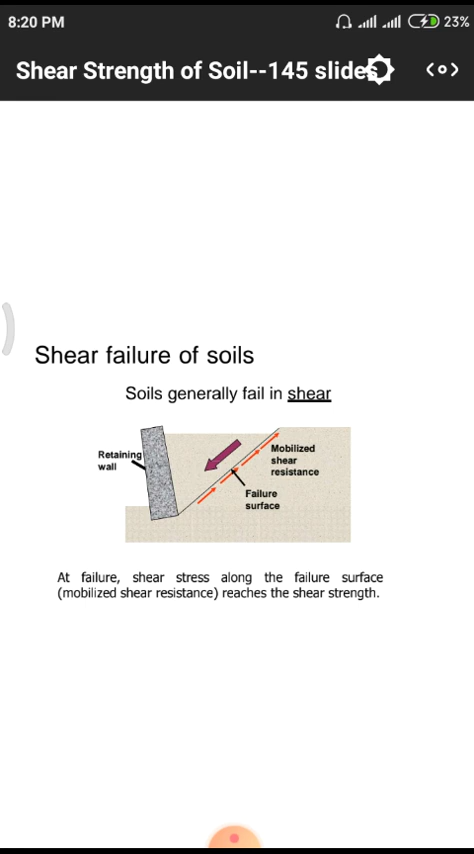 8:20 PM
23%
Shear Strength of Soil--145 slides
Shear failure of soils
Soils generally fail in shear
Retaining
wall
Mobilized
shear
resistance
Failure
surface
At failure, shear stress along the failure surface
(mobilized shear resistance) reaches the shear strength.